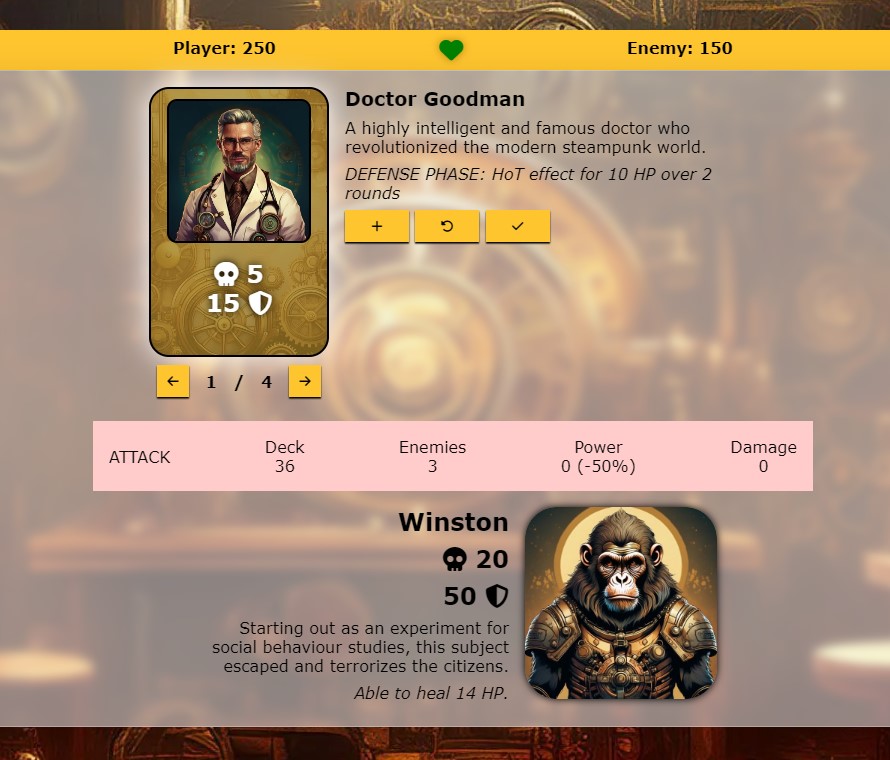 Player: 250
Enemy: 150
Doctor Goodman
A highly intelligent and famous doctor who
revolutionized the modern steampunk world.
DEFENSE PHASE: HoT effect for 10 HP over 2
rounds
5
15
1 / 4
ATTACK
Deck
36
Enemies
3
Power
0 (-50%)
Damage
0
Winston
20
50
Starting out as an experiment for
social behaviour studies, this subject
escaped and terrorizes the citizens.
Able to heal 14 HP.